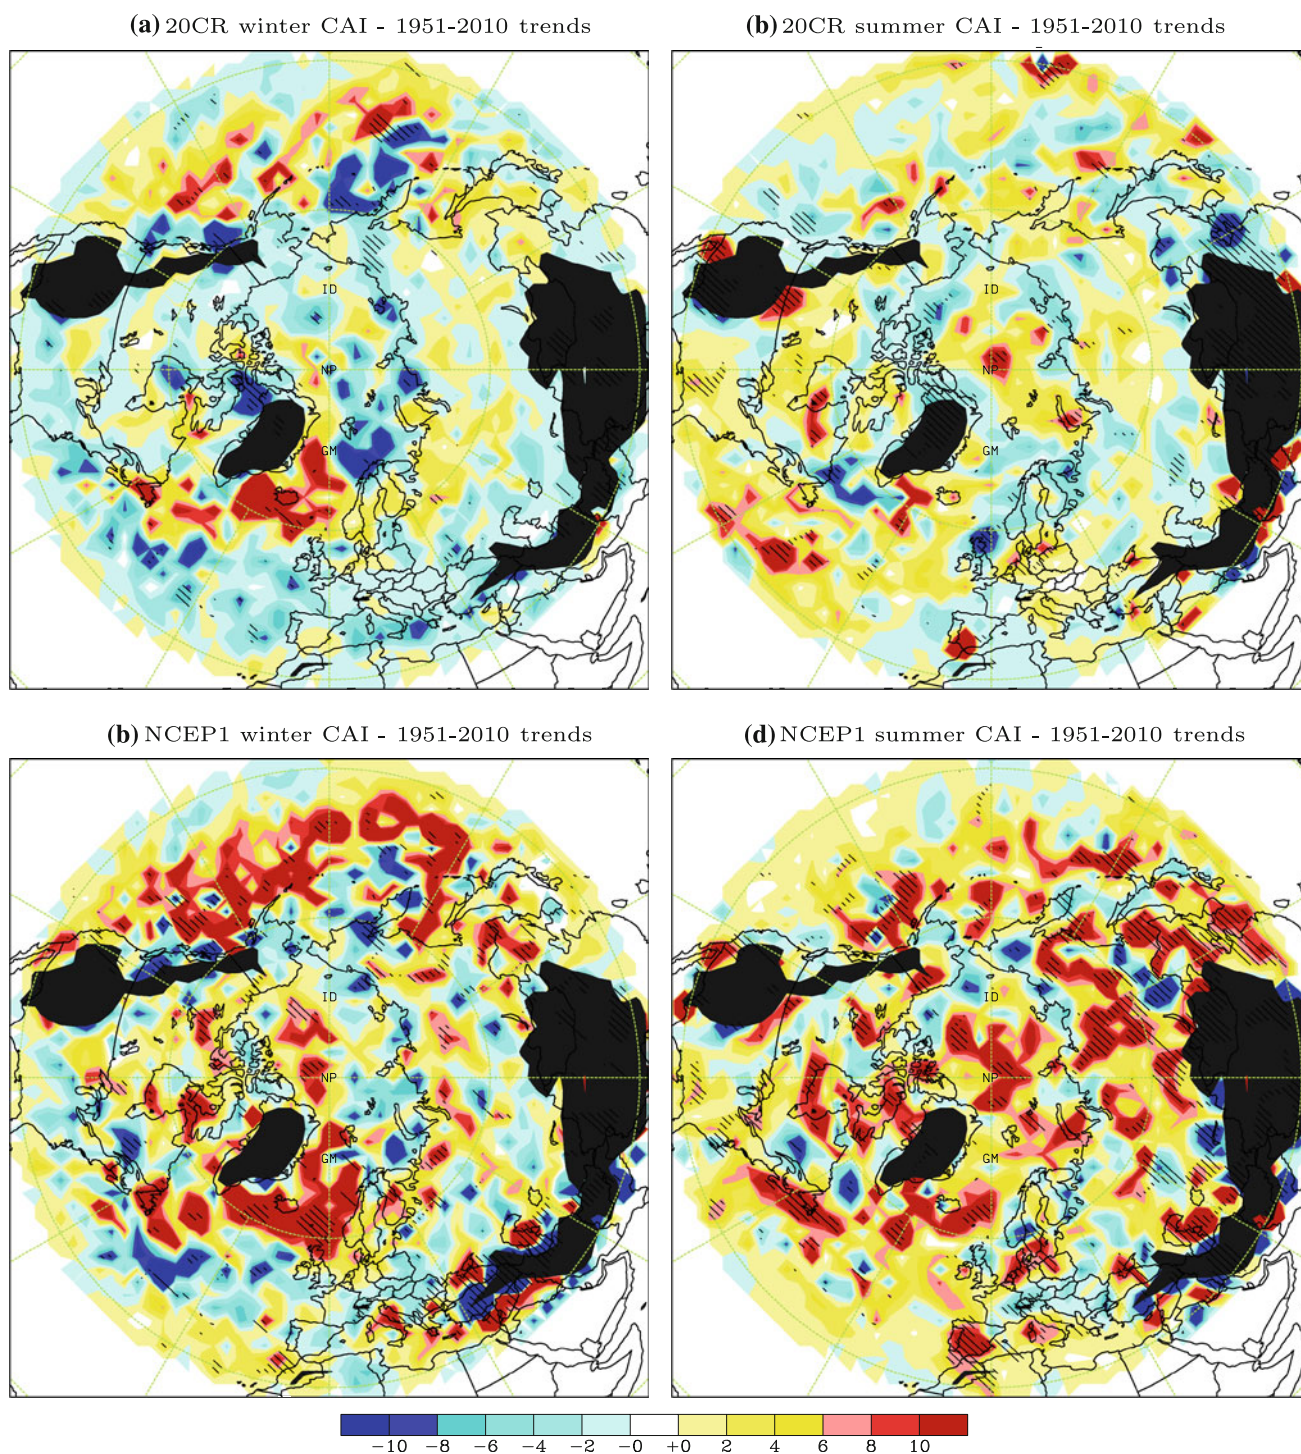 (a) 20CR winter CAI - 1951-2010 trends
(b) 20CR summer CAI - 1951-2010 trends
ID
NP
GM
ID
NP
GM
(b) NCEP1 winter CAI - 1951-2010 trends
(d) NCEP1 summer CAI - 1951-2010 trends
ID
NP
GM
ID
NP
GM
−10 −8 −6 −4 −2 −0 +0 2 4 6 8 10